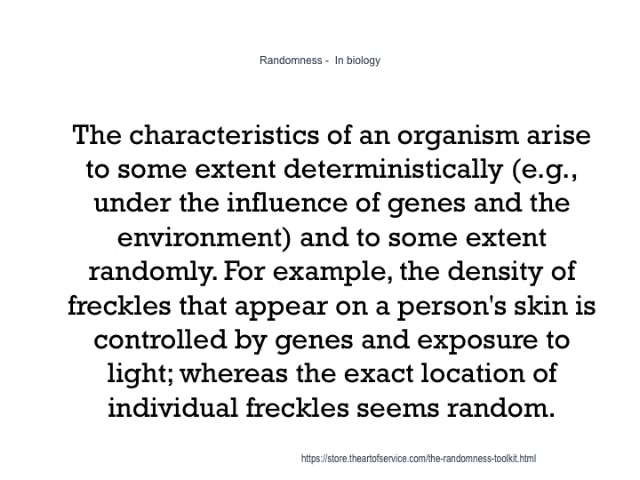 Randomness -  In biology
The characteristics of an organism arise
to some extent deterministically (e.g.,
under the influence of genes and the
environment) and to some extent
randomly. For example, the density of
freckles that appear on a person's skin is
controlled by genes and exposure to
light; whereas the exact location of
individual freckles seems random.
https://store.theartofservice.com/the-randomness-toolkit.html